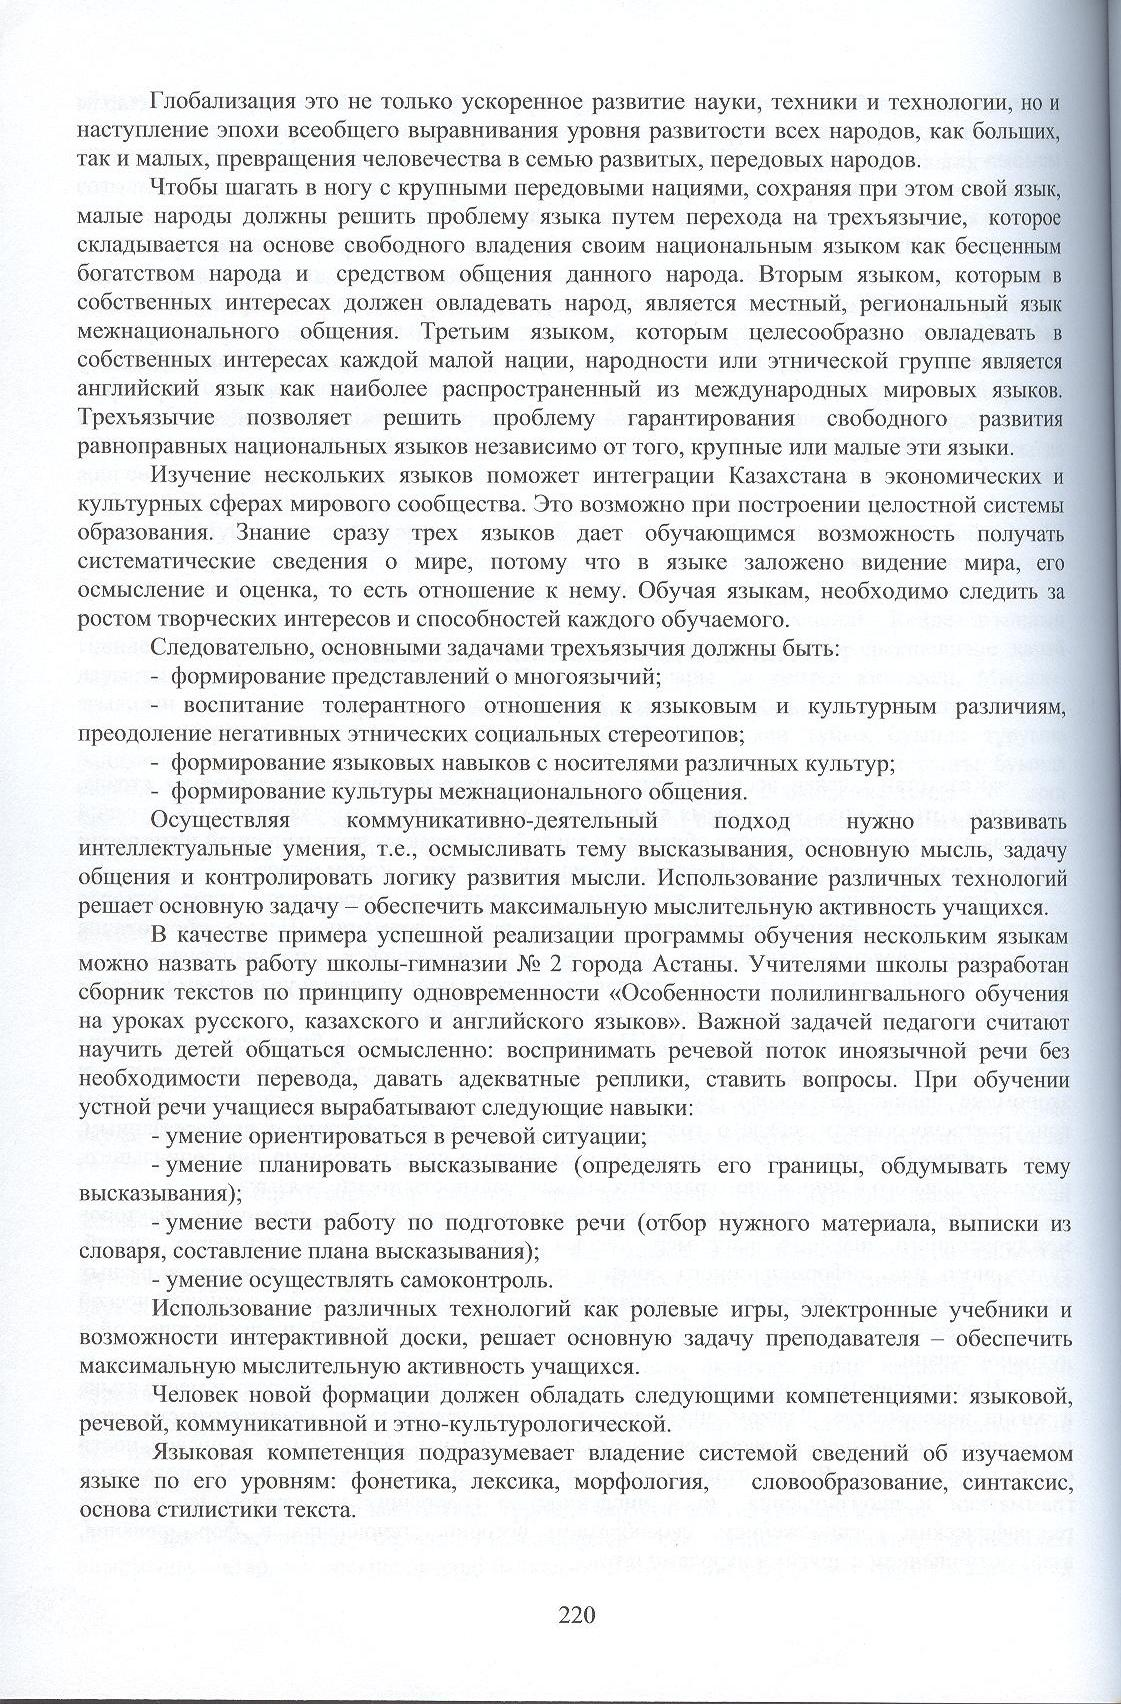 Глобализация это не только ускоренное развитие науки, техники и технологии, но и
наступление эпохи всеобщего выравнивания уровня развитости всех народов, как больших,
так и малых, превращения человечества в семью развитых, передовых народов.
Чтобы шагать в ногу с крупными передовыми нациями, сохраняя при этом свой язык,
малые народы должны решить проблему языка путем перехода на трехъязычие, которое
складывается на основе свободного владения своим национальным языком как бесценным
богатством народа и средством общения данного народа. Вторым языком, которым в
собственных интересах должен овладевать народ, является местный, региональный язык
межнационального общения. Третьим языком, которым целесообразно овладевать в
собственных интересах каждой малой нации, народности или этнической группе является
английский язык как наиболее распространенный из международных мировых языков.
Трехъязычие позволяет решить проблему гарантирования свободного развития
равноправных национальных языков независимо от того, крупные или малые эти языки.
Изучение нескольких языков поможет интеграции Казахстана в экономических и
культурных сферах мирового сообщества. Это возможно при построении целостной системы
образования. Знание сразу трех языков дает обучающимся возможность получать
систематические сведения о мире, потому что в языке заложено видение мира, его
осмысление и оценка, то есть отношение к нему. Обучая языкам, необходимо следить за
ростом творческих интересов и способностей каждого обучаемого.
Следовательно, основными задачами трехъязычия должны быть:
- формирование представлений о многоязычий;
- воспитание толерантного отношения к языковым и культурным различиям,
преодоление негативных этнических социальных стереотипов;
- формирование языковых навыков с носителями различных культур;
- формирование культуры межнационального общения.
Осуществляя коммуникативно-деятельный подход нужно развивать
интеллектуальные умения, т.е., осмысливать тему высказывания, основную мысль, задачу
общения и контролировать логику развития мысли. Использование различных технологий
решает основную задачу – обеспечить максимальную мыслительную активность учащихся.
В качестве примера успешной реализации программы обучения нескольким языкам
можно назвать работу школы-гимназии № 2 города Астаны. Учителями школы разработан
сборник текстов по принципу одновременности «Особенности полилингвального обучения
на уроках русского, казахского и английского языков». Важной задачей педагоги считают
научить детей общаться осмысленно: воспринимать речевой поток иноязычной речи без
необходимости перевода, давать адекватные реплики, ставить вопросы. При обучении
устной речи учащиеся вырабатывают следующие навыки:
- умение ориентироваться в речевой ситуации;
- умение планировать высказывание (определять его границы, обдумывать тему
высказывания);
- умение вести работу по подготовке речи (отбор нужного материала, выписки из
словаря, составление плана высказывания);
- умение осуществлять самоконтроль.
Использование различных технологий как ролевые игры, электронные учебники и
возможности интерактивной доски, решает основную задачу преподавателя – обеспечить
максимальную мыслительную активность учащихся.
Человек новой формации должен обладать следующими компетенциями: языковой,
речевой, коммуникативной и этно-культурологической.
Языковая компетенция подразумевает владение системой сведений об изучаемом
языке по его уровням: фонетика, лексика, морфология, словообразование, синтаксис,
основа стилистики текста.
220